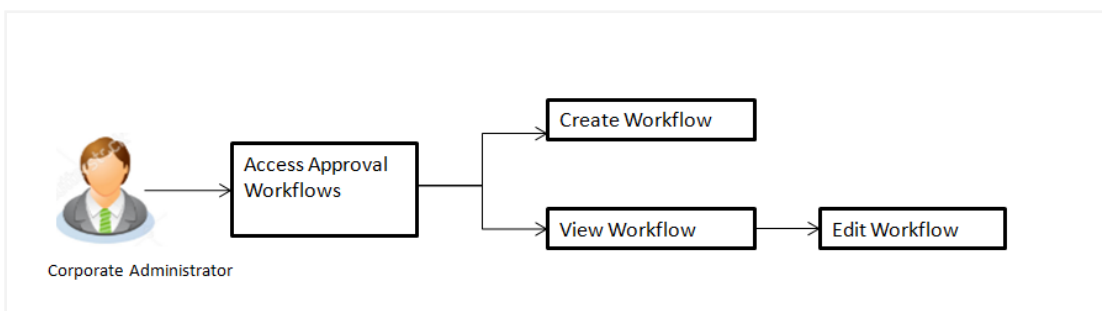 Create Workflow
Access Approval
Workflows
View Workflow
Edit Workflow
Corporate Administrator